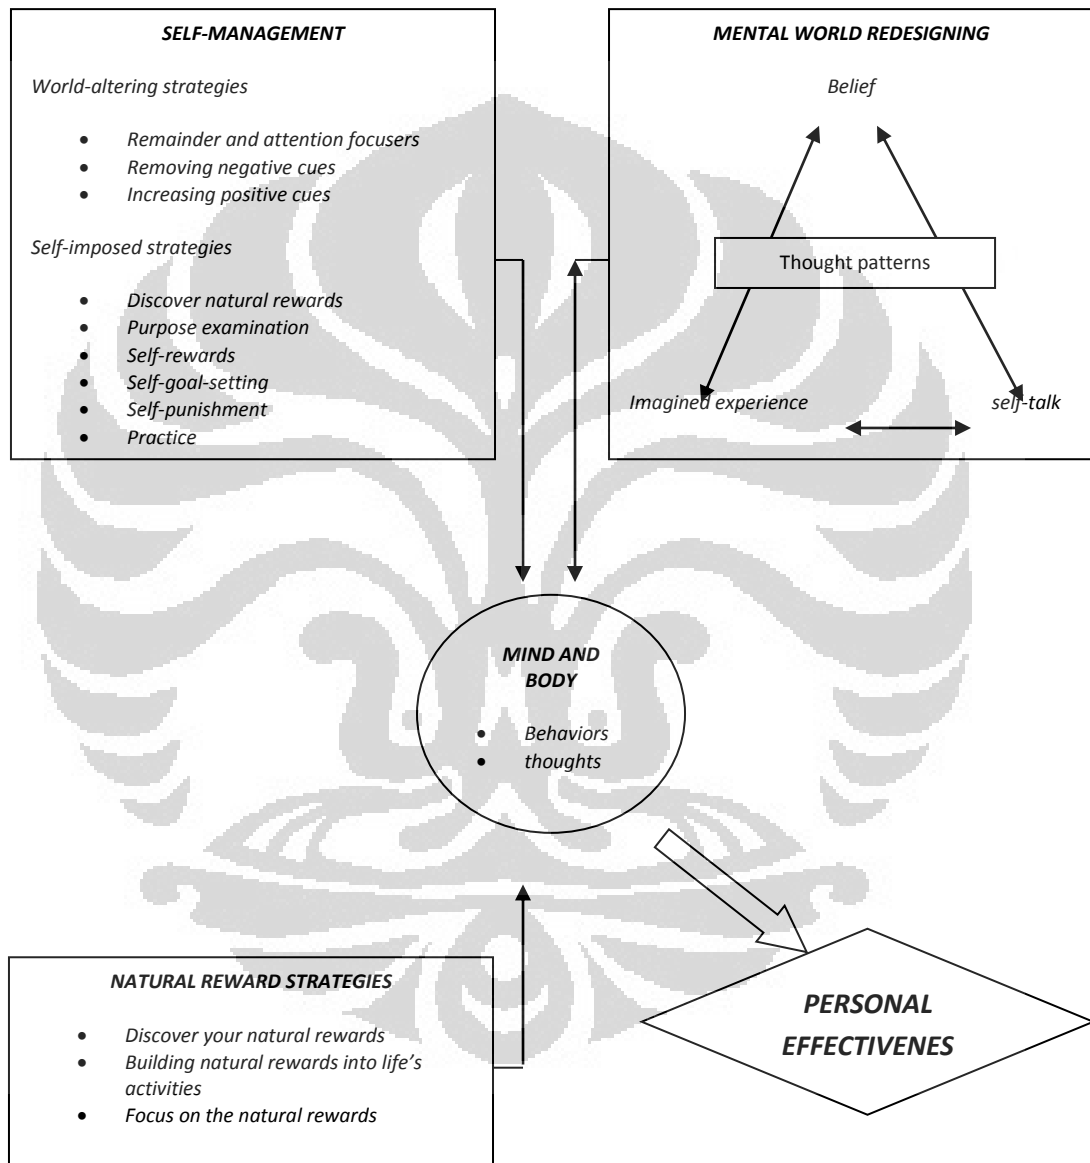 SELF-MANAGEMENT
World-altering strategies
• Remainder and attention focusers
• Removing negative cues
• Increasing positive cues
Self-imposed strategies
• Discover natural rewards
• Purpose examination
• Self-rewards
• Self-goal-setting
• Self-punishment
• Practice
MENTAL WORLD REDESIGNING
Belief
Thought patterns
Imagined experience
self-talk
MIND AND
BODY
• Behaviors
• thoughts
NATURAL REWARD STRATEGIES
• Discover your natural rewards
• Building natural rewards into life's
activities
• Focus on the natural rewards
PERSONAL
EFFECTIVENES